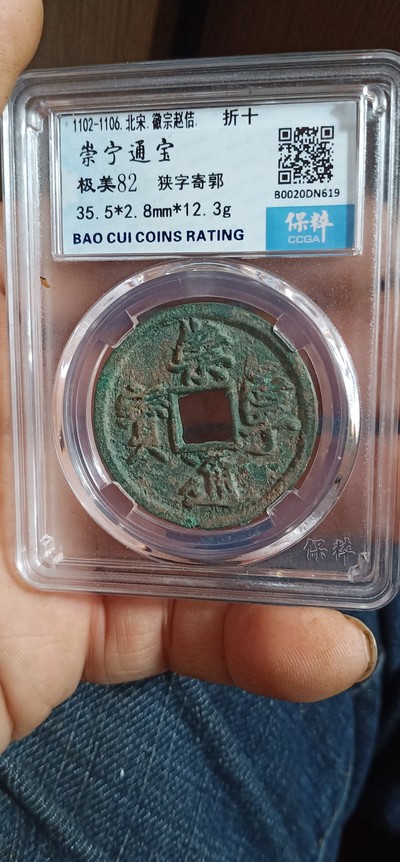 1102-1106.北宋.徽宗赵佶. 折十
崇宁通宝
极美82 狭字寄郭
35.5*2.8mm*12.3g
BAO CUI COINS RATING
B0020DN619
保粹
CCGA
崇
寳 寧
通
保粹